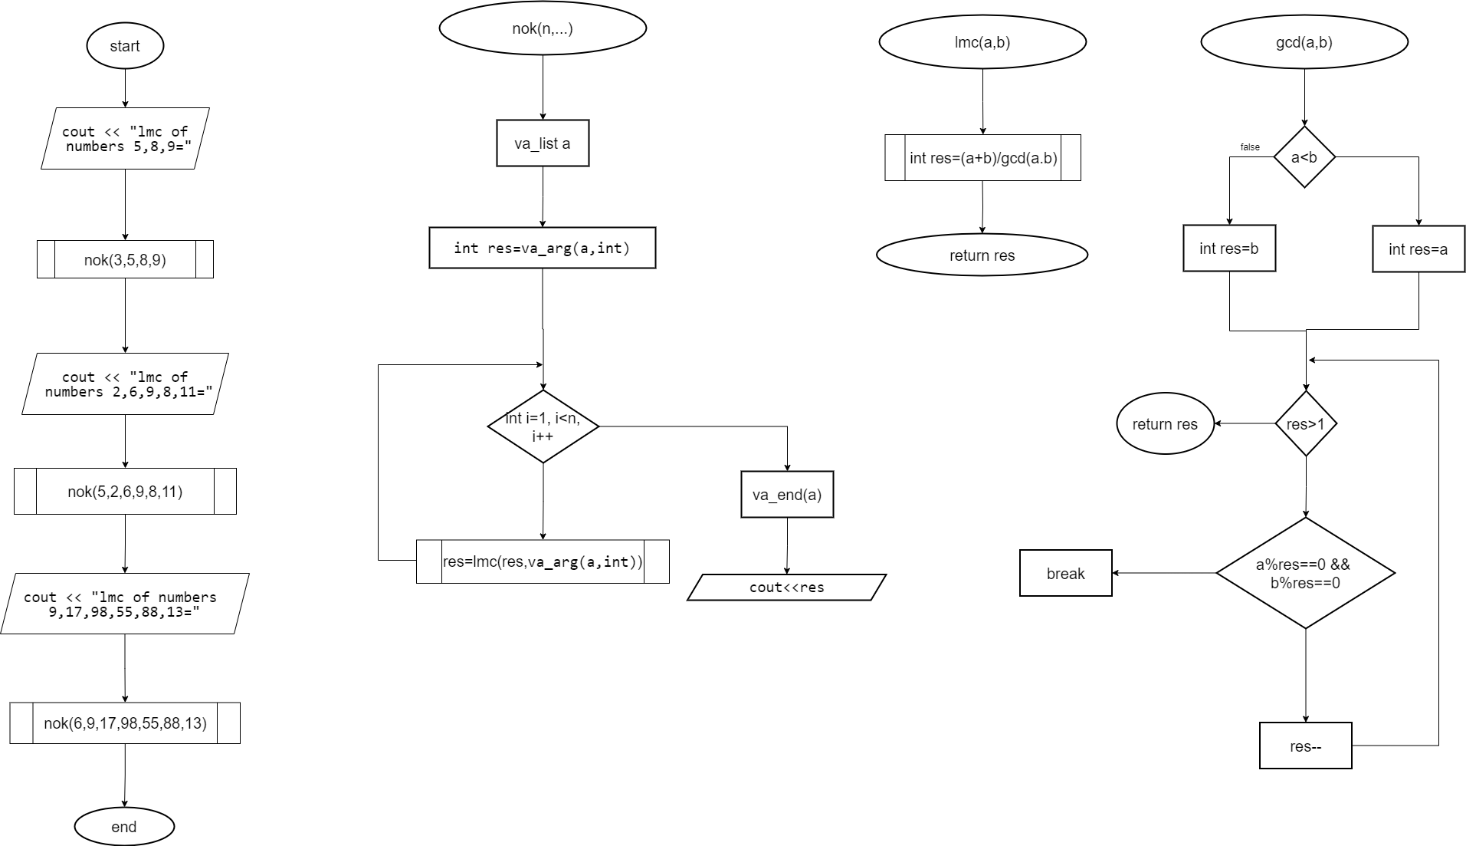 start
cout << "lmc of
numbers 5,8,9="
nok(3,5,8,9)
cout << "lmc of
numbers 2,6,9,8,11="
nok(5,2,6,9,8,11)
cout << "lmc of numbers
9,17,98,55,88,13="
nok(6,9,17,98,55,88,13)
end
nok(n,...)
va_list a
int res=va_arg(a,int)
int i=1, i<n,
i++
res=lmc(res,va_arg(a,int))
va_end(a)
cout<<res
lmc(a,b)
int res=(a+b)/gcd(a.b)
return res
gcd(a,b)
a<b
false
int res=b
int res=a
res>1
return res
a%res==0 &&
b%res==0
break
res--